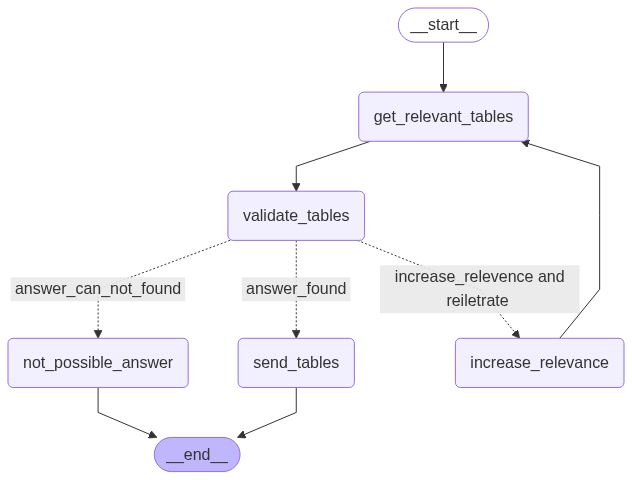 __start__
get_relevant_tables
validate_tables
answer_can_not_found
answer_found
increase_relevence and
reiletrate
not_possible_answer
send_tables
increase_relevance
__end__